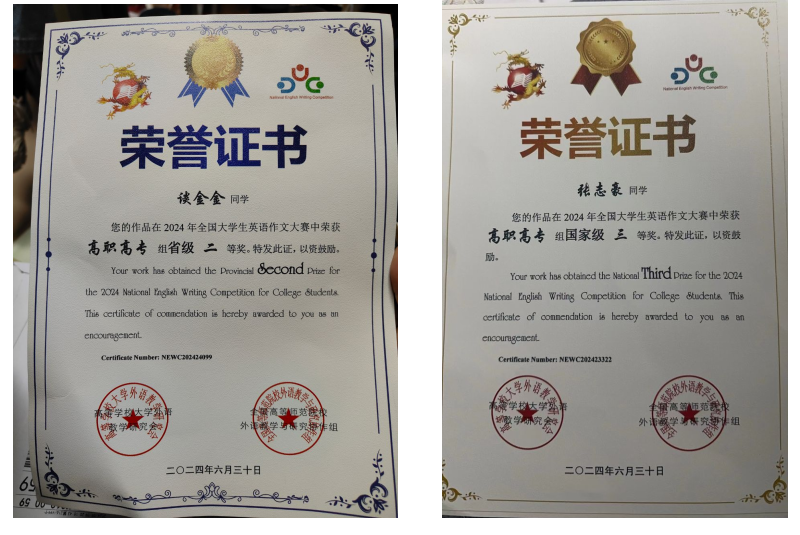 National English Writing Competition
荣誉证书
谈金金 同学
您的作品在 2024 年全国大学生英语作文大赛中荣获
高职高专 组省级 二 等奖。特发此证，以资鼓励。
Your work has obtained the Provincial Second Prize for
the 2024 National English Writing Competition for College Students.
This certificate of commendation is hereby awarded to you as an
encouragement.
Certificate Number: NEWC202424099
高等学校大学外语
教学研究会
全国高等师范院校
外语教学与研究协作组
二〇二四年六月三十日
National English Writing Competition
荣誉证书
张志豪 同学
您的作品在 2024 年全国大学生英语作文大赛中荣获
高职高专 组国家级 三 等奖。特发此证，以资鼓
励。
Your work has obtained the National Third Prize for the 2024
National English Writing Competition for College Students. This
certificate of commendation is hereby awarded to you as an
encouragement.
Certificate Number: NEWC202423322
高等学校大学外语
教学研究会
全国高等师范院校
外语教学与研究协作组
二〇二四年六月三十日